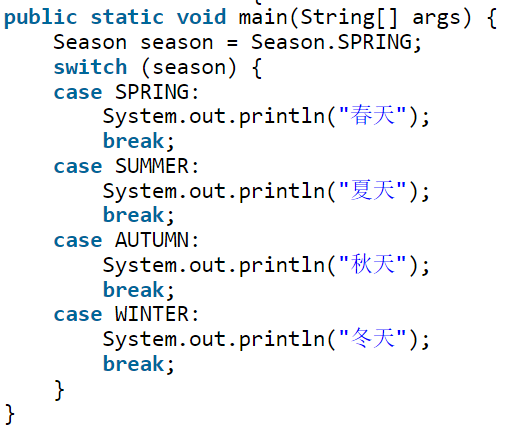 public static void main(String[] args) {
    Season season = Season.SPRING;
    switch (season) {
    case SPRING:
        System.out.println("春天");
        break;
    case SUMMER:
        System.out.println("夏天");
        break;
    case AUTUMN:
        System.out.println("秋天");
        break;
    case WINTER:
        System.out.println("冬天");
        break;
    }
}